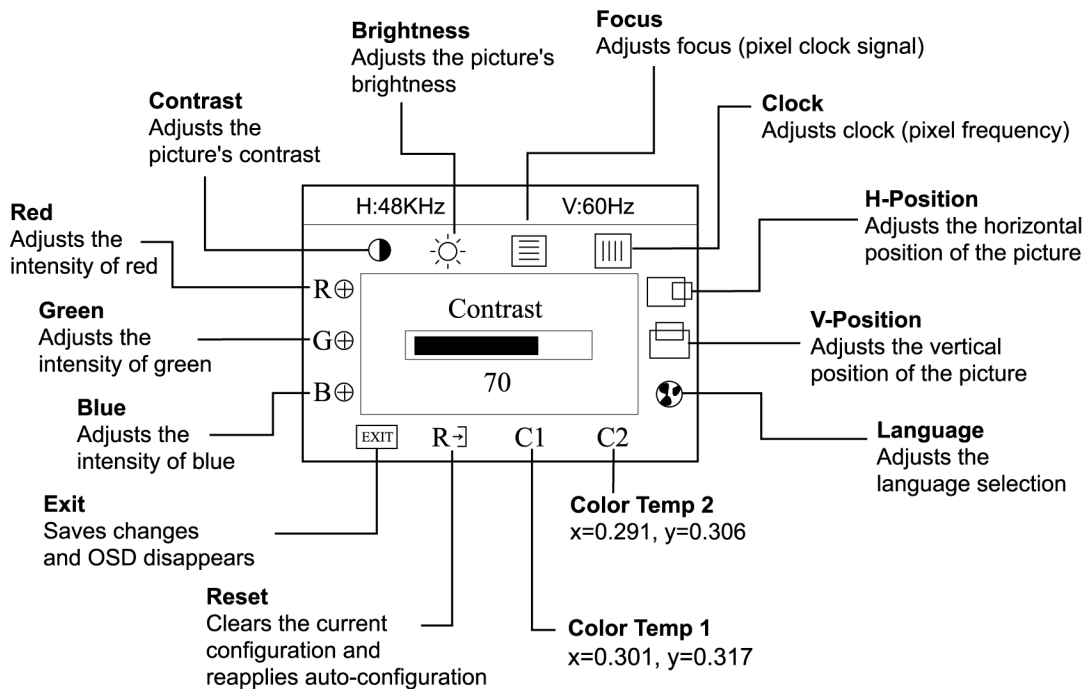 Focus
Adjusts focus (pixel clock signal)
Brightness
Adjusts the picture's
brightness
Contrast
Adjusts the
picture's contrast
Clock
Adjusts clock (pixel frequency)
Red
Adjusts the
intensity of red
Green
Adjusts the
intensity of green
Blue
Adjusts the
intensity of blue
Exit
Saves changes
and OSD disappears
Reset
Clears the current
configuration and
reapplies auto-configuration
H:48KHz V:60Hz
R
G
B
Contrast
70
EXIT R C1 C2
H-Position
Adjusts the horizontal
position of the picture
V-Position
Adjusts the vertical
position of the picture
Language
Adjusts the
language selection
Color Temp 2
x=0.291, y=0.306
Color Temp 1
x=0.301, y=0.317